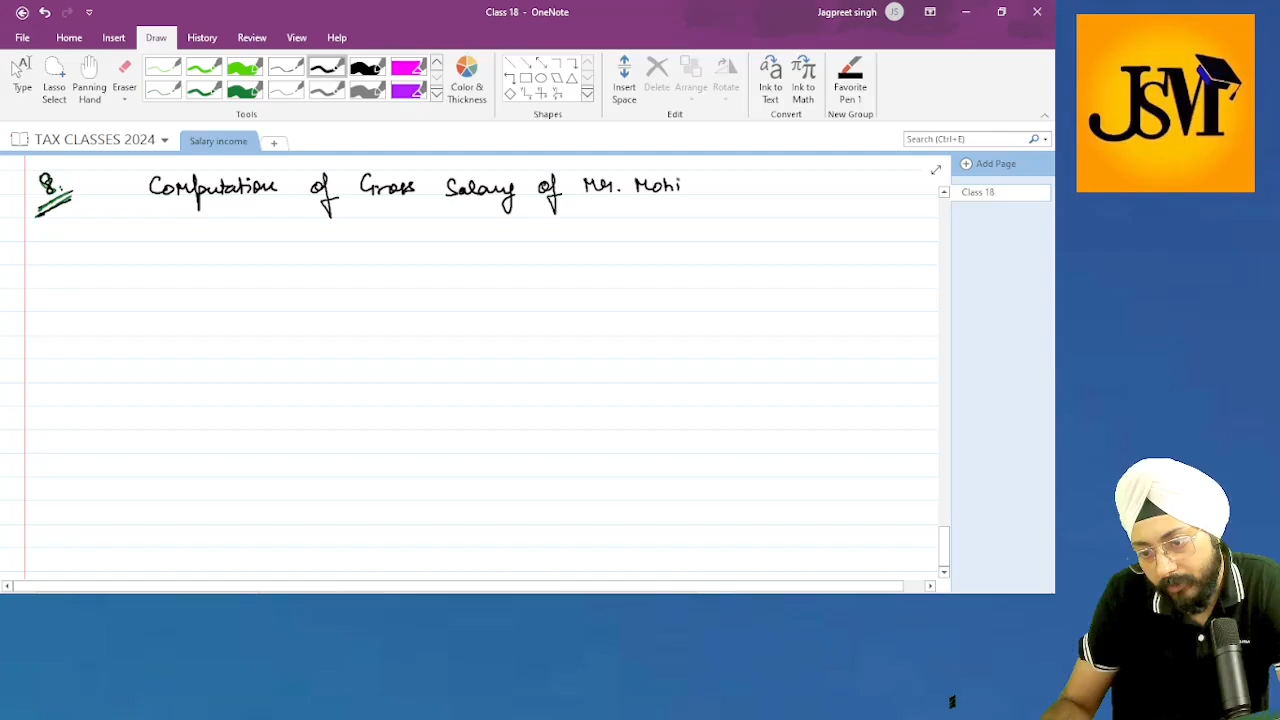 Class 18 - OneNote
Jagpreet singh
JS
File Home Insert Draw History Review View Help
Type
Lasso Select
Panning Hand
Eraser
Color & Thickness
Insert Space
Delete
Arrange
Rotate
Ink to Text
Ink to Math
Favorite Pen 1
Tools
Shapes
Edit
Convert
New Group
TAX CLASSES 2024
Salary income
Search (Ctrl+E)
Add Page
Class 18
8. Computation of Gross Salary of Mr. Mohi
JSM